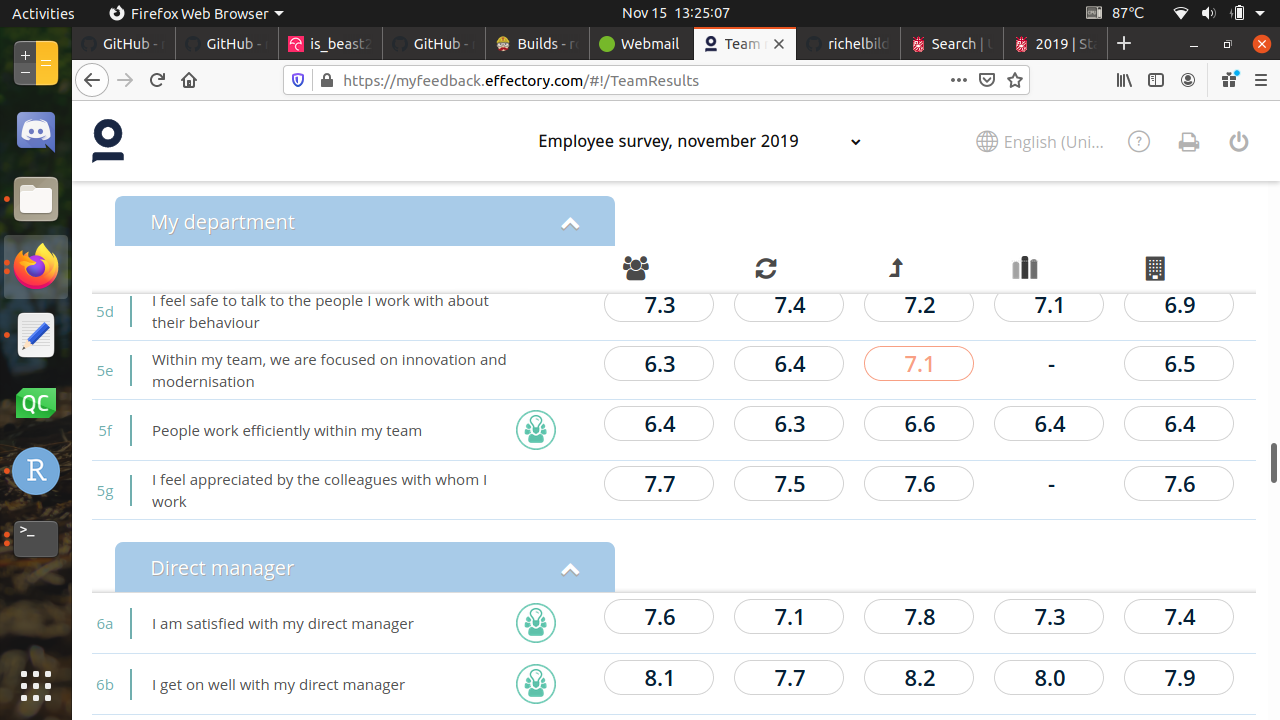 Activities
Firefox Web Browser
Nov 15 13:25:07
87°C
GitHub -
GitHub -
is_beast2
GitHub -
Builds - r
Webmail
Team
richelbild
Search |
2019 | St
https://myfeedback.effectory.com/#!/TeamResults
Employee survey, november 2019
English (Uni...
?
My department
5d I feel safe to talk to the people I work with about
their behaviour
7.3 7.4 7.2 7.1 6.9
5e Within my team, we are focused on innovation and
modernisation
6.3 6.4 7.1 - 6.5
5f People work efficiently within my team 6.4 6.3 6.6 6.4 6.4
5g I feel appreciated by the colleagues with whom I
work
7.7 7.5 7.6 - 7.6
Direct manager
6a I am satisfied with my direct manager 7.6 7.1 7.8 7.3 7.4
6b I get on well with my direct manager 8.1 7.7 8.2 8.0 7.9
QC
R
>_